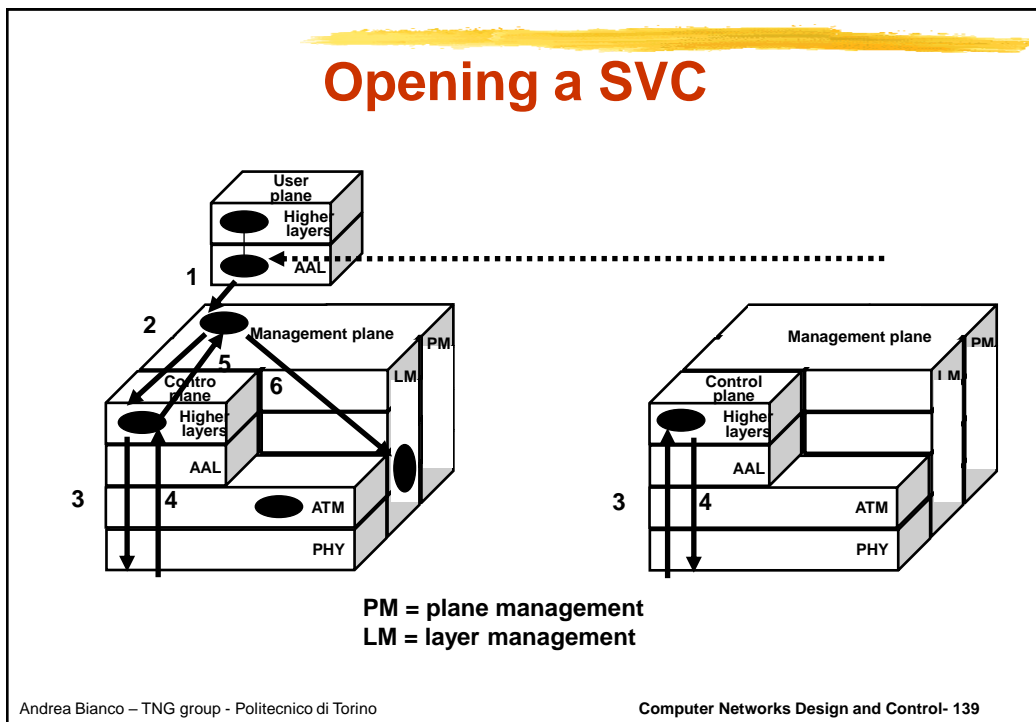 Opening a SVC
User
plane
Higher
layers
AAL
1
2
Management plane
PM
5
LM
6
Contro
plane
Higher
layers
AAL
3
4
ATM
PHY
Management plane
PM
LM
Control
plane
Higher
layers
AAL
3
4
ATM
PHY
PM = plane management
LM = layer management
Andrea Bianco – TNG group - Politecnico di Torino
Computer Networks Design and Control- 139